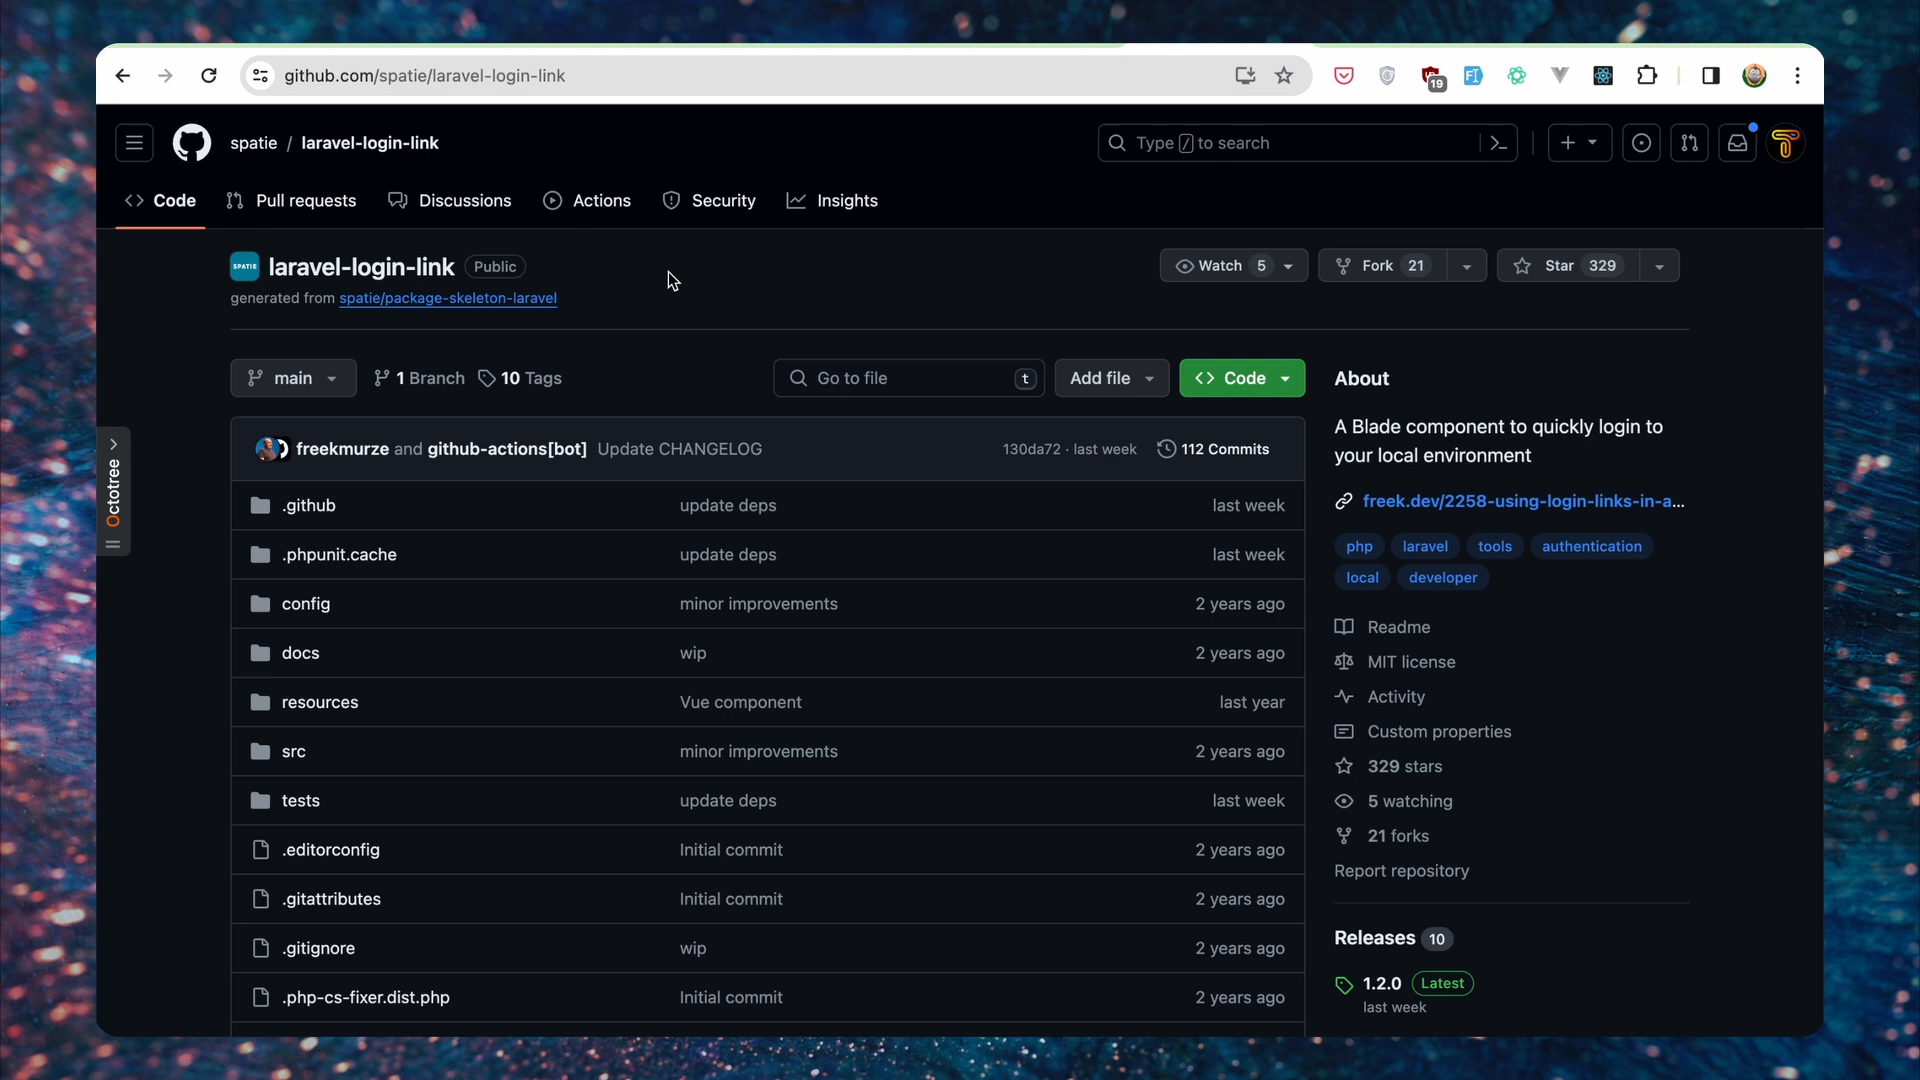 github.com/spatie/laravel-login-link
19
spatie / laravel-login-link
Type / to search
Code
Pull requests
Discussions
Actions
Security
Insights
SPATIE
laravel-login-link
Public
Watch 5
Fork 21
Star 329
generated from spatie/package-skeleton-laravel
main
1 Branch
10 Tags
Go to file
t
Add file
Code
About
A Blade component to quickly login to
your local environment
freek.dev/2258-using-login-links-in-a...
php
laravel
tools
authentication
local
developer
Readme
MIT license
Activity
Custom properties
329 stars
5 watching
21 forks
Report repository
Releases 10
1.2.0 Latest
last week
Octotree
freekmurze and github-actions[bot] Update CHANGELOG
130da72 · last week
112 Commits
.github update deps last week
.phpunit.cache update deps last week
config minor improvements 2 years ago
docs wip 2 years ago
resources Vue component last year
src minor improvements 2 years ago
tests update deps last week
.editorconfig Initial commit 2 years ago
.gitattributes Initial commit 2 years ago
.gitignore wip 2 years ago
.php-cs-fixer.dist.php Initial commit 2 years ago